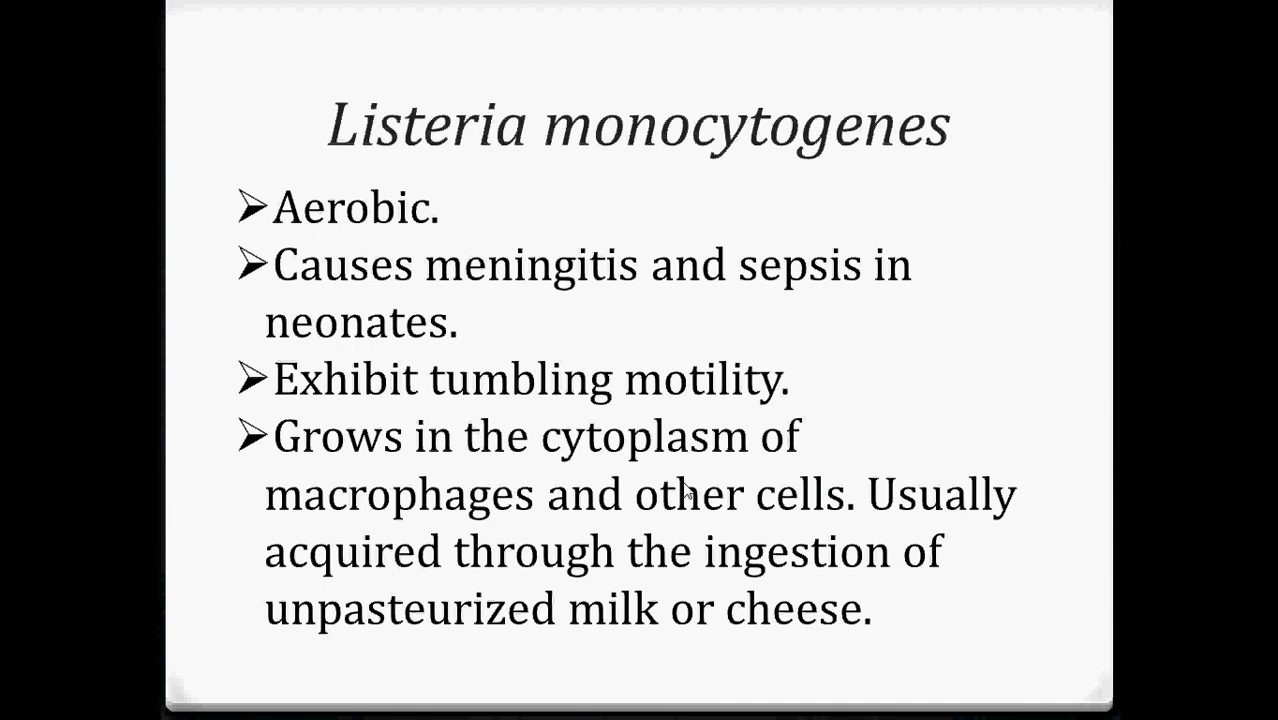 Listeria monocytogenes
➢Aerobic.
➢Causes meningitis and sepsis in
neonates.
➢Exhibit tumbling motility.
➢Grows in the cytoplasm of
macrophages and other cells. Usually
acquired through the ingestion of
unpasteurized milk or cheese.